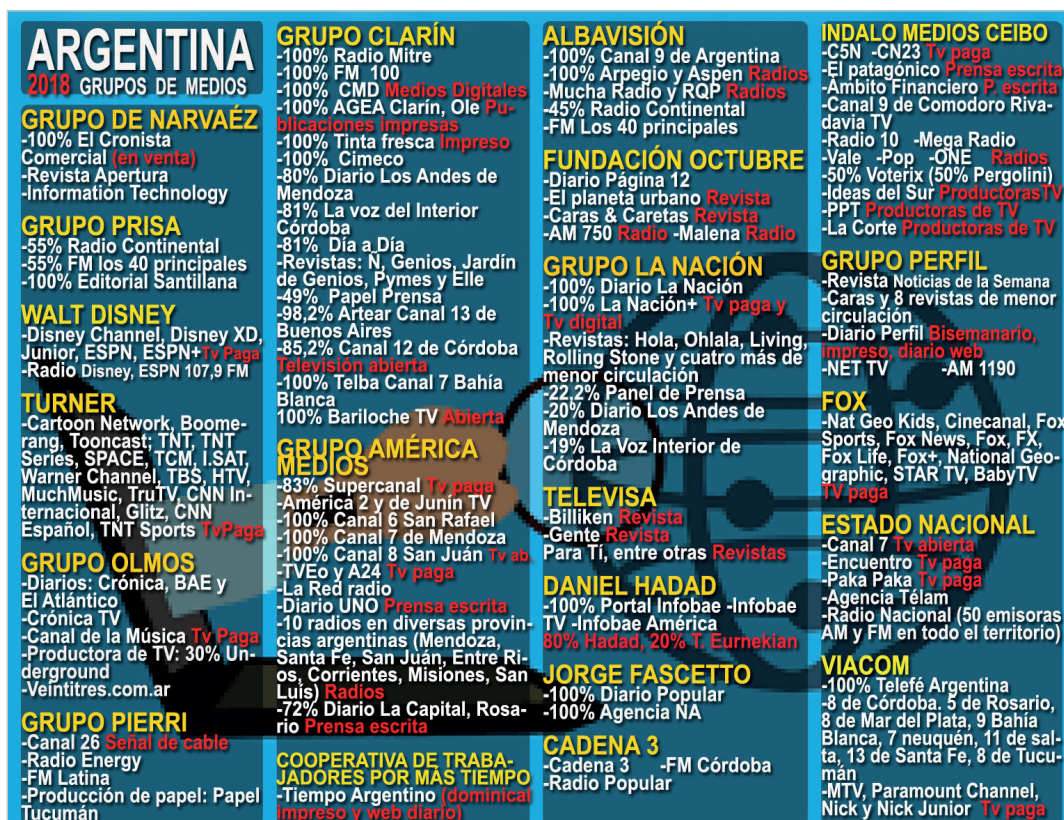 ARGENTINA
2018 GRUPOS DE MEDIOS
GRUPO DE NARVAÉZ
-100% El Cronista
Comercial (en venta)
-Revista Apertura
-Information Technology
GRUPO PRISA
-55% Radio Continental
-55% FM los 40 principales
-100% Editorial Santillana
WALT DISNEY
-Disney Channel, Disney XD,
Junior, ESPN, ESPN+Tv Paga
-Radio Disney, ESPN 107,9 FM
TURNER
-Cartoon Network, Boome-
rang, Tooncast; TNT, TNT
Series, SPACE, TCM, I.SAT,
Warner Channel, TBS, HTV,
MuchMusic, TruTV, CNN In-
ternacional, Glitz, CNN
Español, TNT Sports TvPaga
GRUPO OLMOS
-Diarios: Crónica, BAE y
El Atlántico
-Crónica TV
-Canal de la Música Tv Paga
-Productora de TV: 30% Un-
derground
-Veintitres.com.ar
GRUPO PIERRI
-Canal 26 Señal de cable
-Radio Energy
-FM Latina
-Producción de papel: Papel
Tucumán
GRUPO CLARÍN
-100% Radio Mitre
-100% FM 100
-100% CMD Medios Digitales
-100% AGEA Clarín, Ole Pu-
blicaciones impresas
-100% Tinta fresca Impreso
-100% Cimeco
-80% Diario Los Andes de
Mendoza
-81% La voz del Interior
Córdoba
-81% Día a Día
-Revistas: Ñ, Genios, Jardín
de Genios, Pymes y Elle
-49% Papel Prensa
-98,2% Artear Canal 13 de
Buenos Aires
-85,2% Canal 12 de Córdoba
Televisión abierta
-100% Telba Canal 7 Bahía
Blanca
100% Bariloche TV Abierta
GRUPO AMÉRICA
MEDIOS
-83% Supercanal Tv paga
-América 2 y de Junín TV
-100% Canal 6 San Rafael
-100% Canal 7 de Mendoza
-100% Canal 8 San Juán Tv ab.
-TVEo y A24 Tv paga
-La Red radio
-Diario UNO Prensa escrita
-10 radios en diversas provin-
cias argentinas (Mendoza,
Santa Fe, San Juán, Entre Ri-
os, Corrientes, Misiones, San
Luís) Radios
-72% Diario La Capital, Rosa-
rio Prensa escrita
COOPERATIVA DE TRABA-
JADORES POR MÁS TIEMPO
-Tiempo Argentino (dominical
impreso y web diario)
ALBAVISIÓN
-100% Canal 9 de Argentina
-100% Arpegio y Aspen Radios
-Mucha Radio y RQP Radios
-45% Radio Continental
-FM Los 40 principales
FUNDACIÓN OCTUBRE
-Diario Página 12
-El planeta urbano Revista
-Caras & Caretas Revista
-AM 750 Radio -Malena Radio
GRUPO LA NACIÓN
-100% Diario La Nación
-100% La Nación+ Tv paga y
Tv digital
-Revistas: Hola, Ohlala, Living,
Rolling Stone y cuatro más de
menor circulación
-22,2% Panel de Prensa
-20% Diario Los Andes de
Mendoza
-19% La Voz Interior de
Córdoba
TELEVISA
-Billiken Revista
-Gente Revista
Para Tí, entre otras Revistas
DANIEL HADAD
-100% Portal Infobae -Infobae
TV -Infobae América
80% Hadad, 20% T. Eurnekian
JORGE FASCETTO
-100% Diario Popular
-100% Agencia NA
CADENA 3
-Cadena 3 -FM Córdoba
-Radio Popular
INDALO MEDIOS CEIBO
-C5N -CN23 Tv paga
-El patagónico Prensa escrita
-Ámbito Financiero P. escrita
-Canal 9 de Comodoro Riva-
davia TV
-Radio 10 -Mega Radio
-Vale -Pop -ONE Radios
-50% Voterix (50% Pergolini)
-Ideas del Sur ProductorasTV
-PPT Productoras de TV
-La Corte Productoras de TV
GRUPO PERFIL
-Revista Noticias de la Semana
-Caras y 8 revistas de menor
circulación
-Diario Perfil Bisemanario,
impreso, diario web
-NET TV -AM 1190
FOX
-Nat Geo Kids, Cinecanal, Fox
Sports, Fox News, Fox, FX,
Fox Life, Fox+, National Geo-
graphic, STAR TV, BabyTV
TV paga
ESTADO NACIONAL
-Canal 7 Tv abierta
-Encuentro Tv paga
-Paka Paka Tv paga
-Agencia Télam
-Radio Nacional (50 emisoras
AM y FM en todo el territorio)
VIACOM
-100% Telefé Argentina
-8 de Córdoba. 5 de Rosario,
8 de Mar del Plata, 9 Bahía
Blanca, 7 neuquén, 11 de sal-
ta, 13 de Santa Fe, 8 de Tucu-
mán
-MTV, Paramount Channel,
Nick y Nick Junior Tv paga